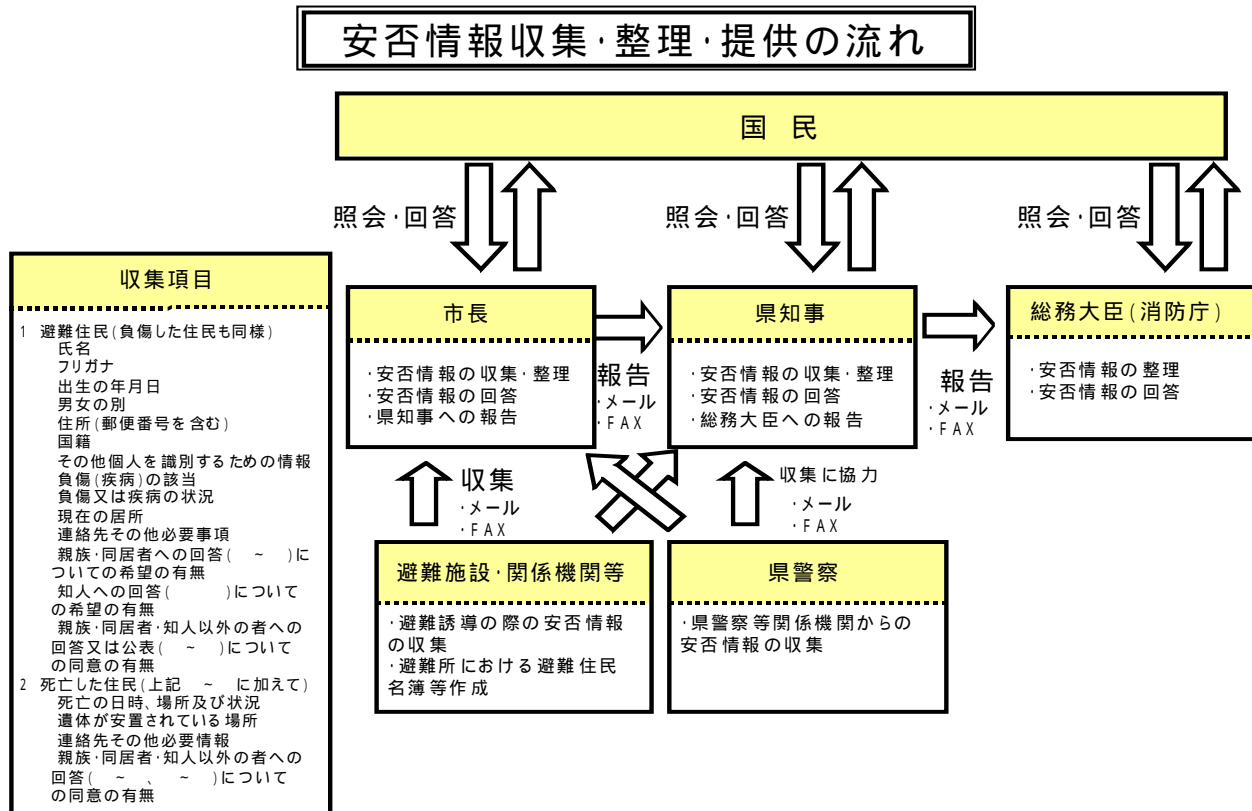 安否情報収集・整理・提供の流れ
国 民
照会・回答
照会・回答
照会・回答
収集項目
1 避難住民(負傷した住民も同様)
氏名
フリガナ
出生の年月日
男女の別
住所(郵便番号を含む)
国籍
その他個人を識別するための情報
負傷(疾病)の該当
負傷又は疾病の状況
現在の居所
連絡先その他必要事項
親族・同居者への回答( ~ )に
ついての希望の有無
知人への回答( )について
の希望の有無
親族・同居者・知人以外の者への
回答又は公表( ~ )について
の同意の有無
2 死亡した住民(上記 ~ に加えて)
死亡の日時、場所及び状況
遺体が安置されている場所
連絡先その他必要情報
親族・同居者・知人以外の者への
回答( ~ 、 ~ )について
の同意の有無
市長
・安否情報の収集・整理
・安否情報の回答
・県知事への報告
報告
・メール
・FAX
県知事
・安否情報の収集・整理
・安否情報の回答
・総務大臣への報告
報告
・メール
・FAX
総務大臣(消防庁)
・安否情報の整理
・安否情報の回答
収集
・メール
・FAX
収集に協力
・メール
・FAX
避難施設・関係機関等
・避難誘導の際の安否情報
の収集
・避難所における避難住民
名簿等作成
県警察
・県警察等関係機関からの
安否情報の収集